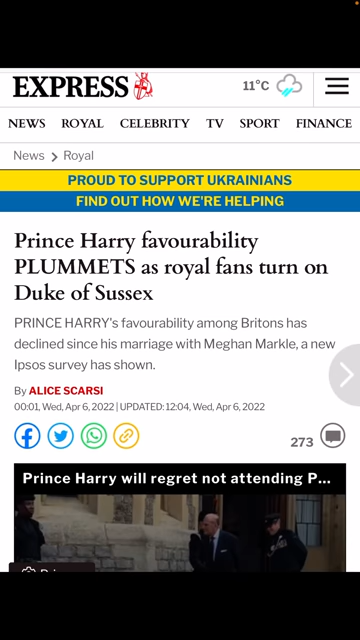 EXPRESS
11°C
NEWS ROYAL CELEBRITY TV SPORT FINANCE
News > Royal
PROUD TO SUPPORT UKRAINIANS
FIND OUT HOW WE'RE HELPING
Prince Harry favourability
PLUMMETS as royal fans turn on
Duke of Sussex
PRINCE HARRY's favourability among Britons has
declined since his marriage with Meghan Markle, a new
Ipsos survey has shown.
By ALICE SCARSI
00:01, Wed, Apr 6, 2022 | UPDATED: 12:04, Wed, Apr 6, 2022
273
Prince Harry will regret not attending P...